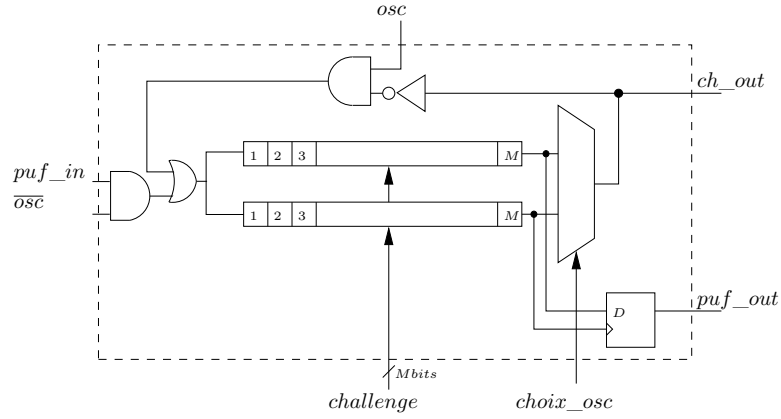 osc
ch_out
puf_in
osc
1 2 3 M
1 2 3 M
D
puf_out
Mbits
challenge
choix_osc